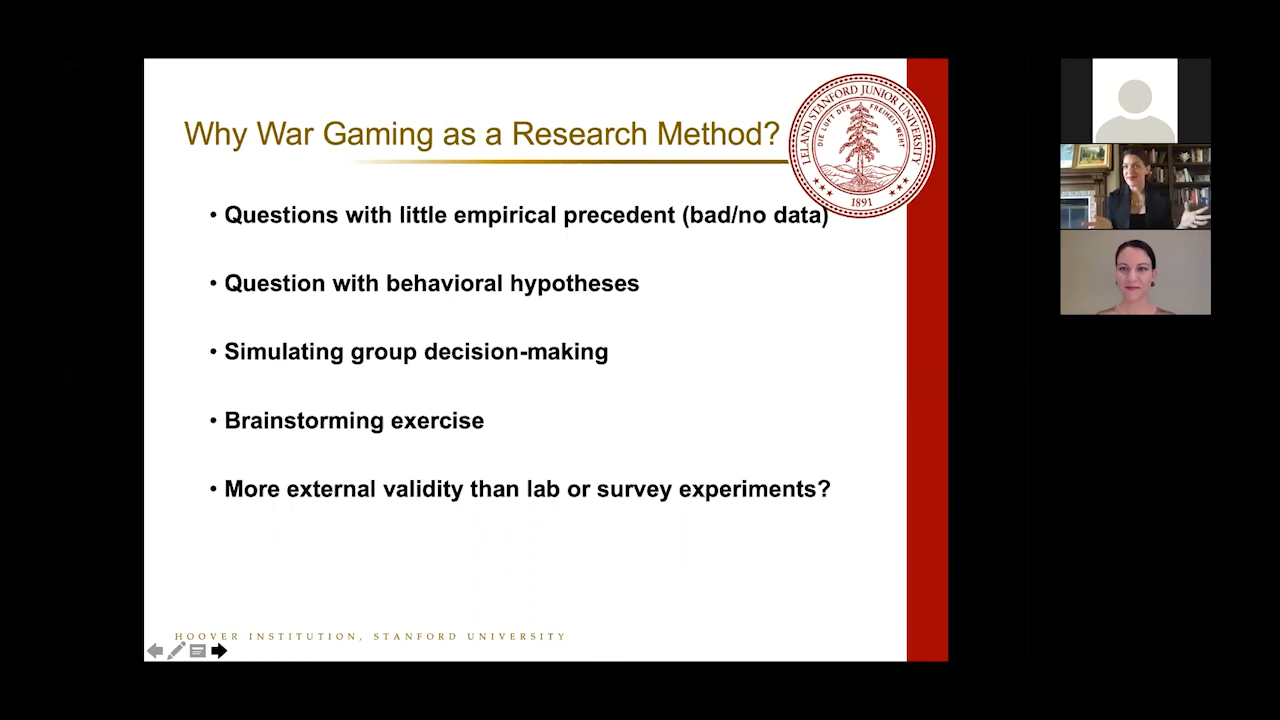 Why War Gaming as a Research Method?
LELAND STANFORD JUNIOR UNIVERSITY
DIE LUFT DER FREIHEIT WEHT
1891
• Questions with little empirical precedent (bad/no data)
• Question with behavioral hypotheses
• Simulating group decision-making
• Brainstorming exercise
• More external validity than lab or survey experiments?
HOOVER INSTITUTION, STANFORD UNIVERSITY